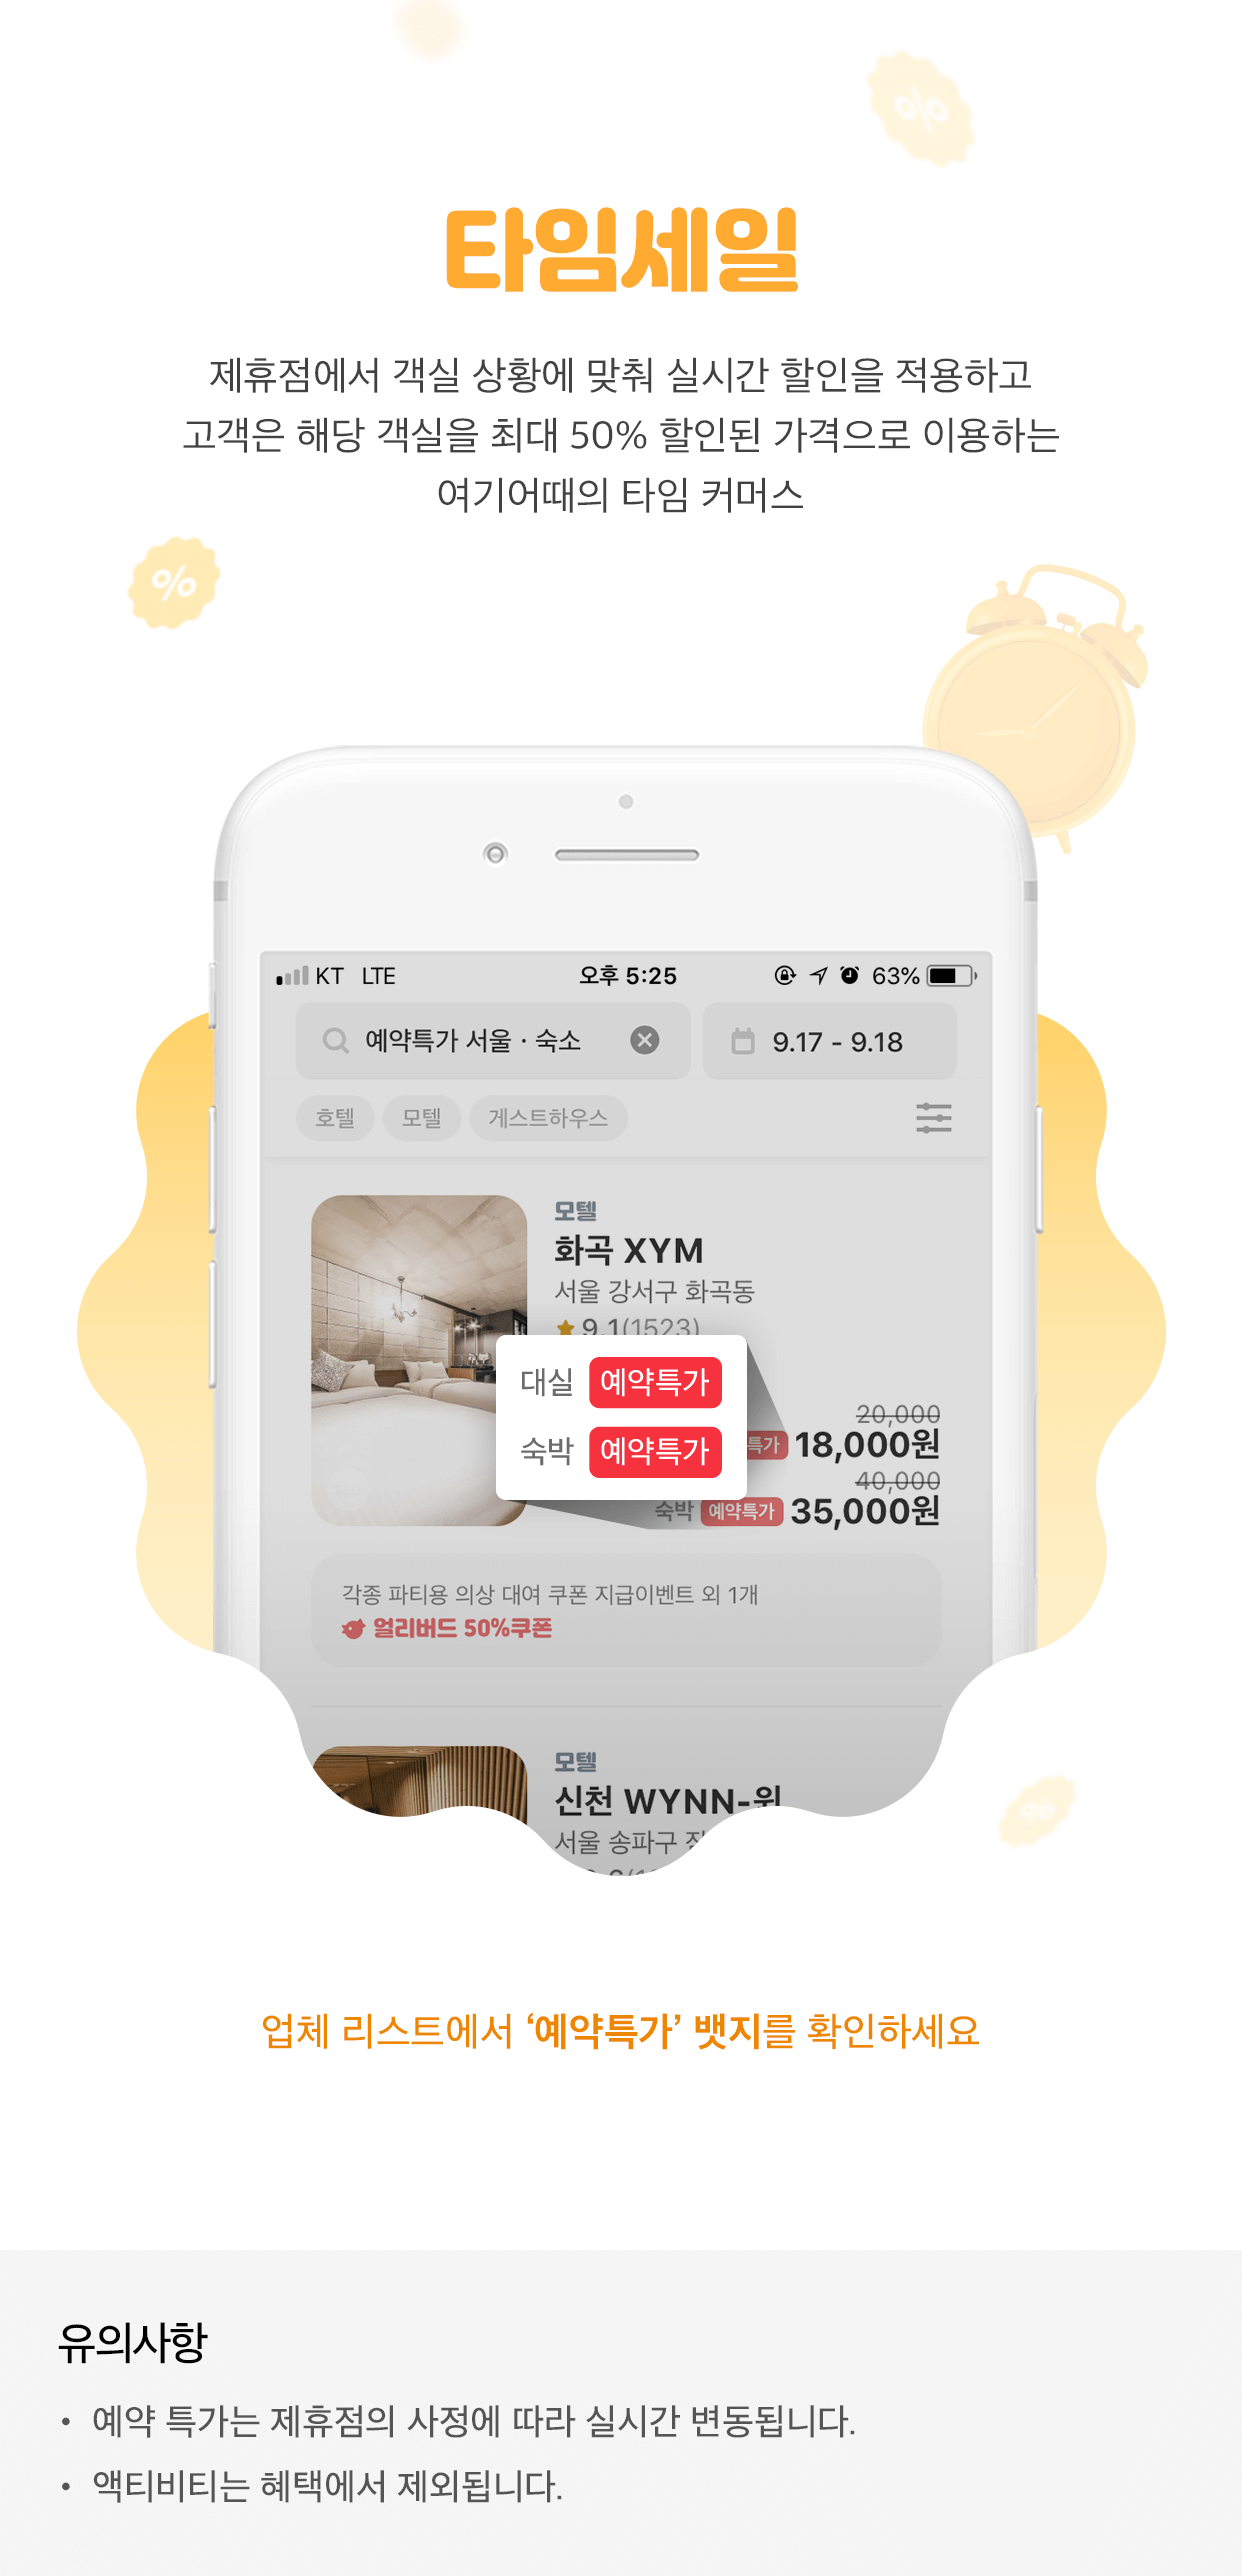 %
타임세일
제휴점에서 객실 상황에 맞춰 실시간 할인을 적용하고
고객은 해당 객실을 최대 50% 할인된 가격으로 이용하는
여기어때의 타임 커머스
%
KT LTE 오후 5:25 63%
예약특가 서울 · 숙소 9.17 - 9.18
호텔 모텔 게스트하우스
모텔
화곡 XYM
서울 강서구 화곡동
9.1(1523)
대실 예약특가
숙박 예약특가
20,000
특가 18,000원
40,000
숙박 예약특가 35,000원
각종 파티용 의상 대여 쿠폰 지급이벤트 외 1개
얼리버드 50%쿠폰
모텔
신천 WYNN-윈
서울 송파구
%
업체 리스트에서 ‘예약특가’ 뱃지를 확인하세요
유의사항
• 예약 특가는 제휴점의 사정에 따라 실시간 변동됩니다.
• 액티비티는 혜택에서 제외됩니다.